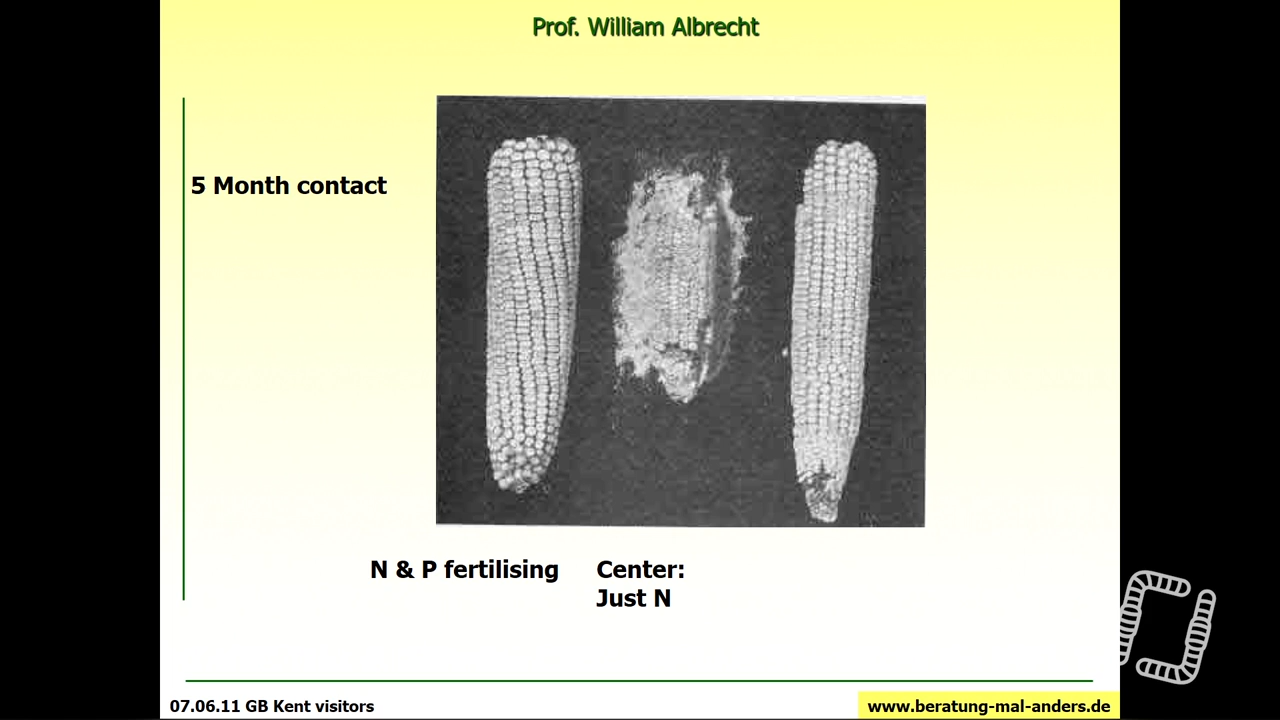 Prof. William Albrecht
5 Month contact
N & P fertilising
Center:
Just N
07.06.11 GB Kent visitors
www.beratung-mal-anders.de